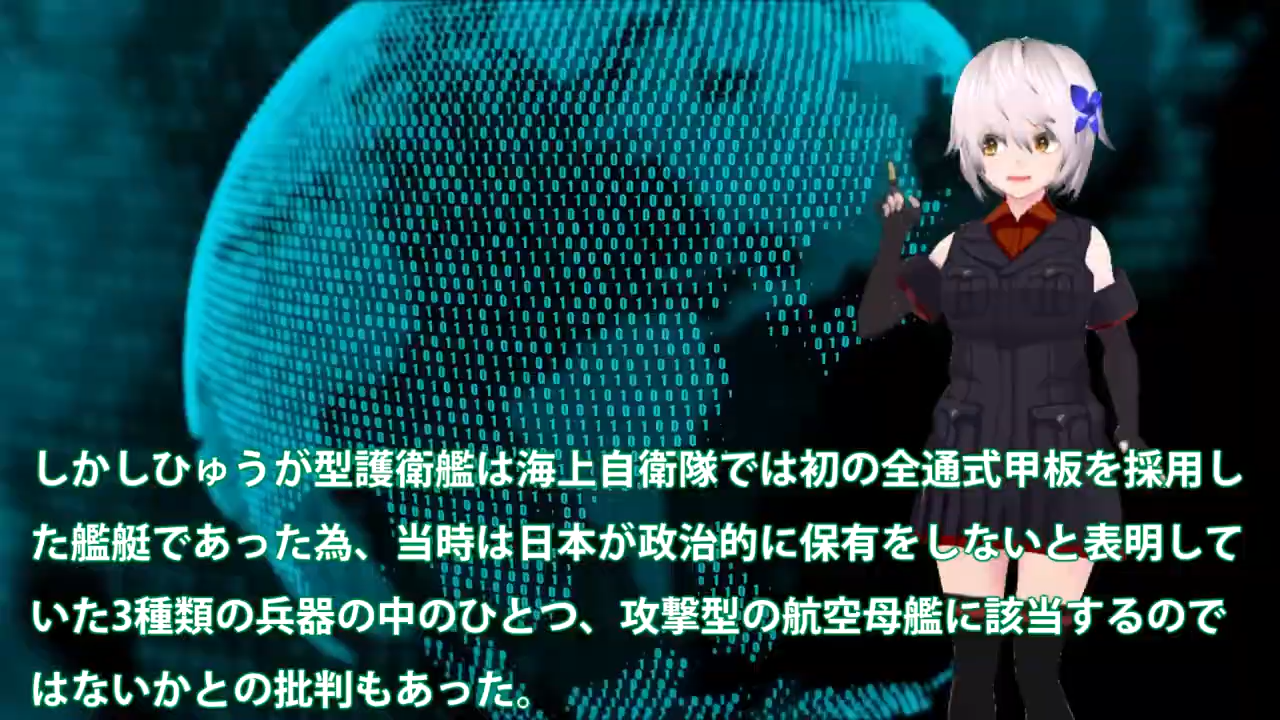 しかしひゅうが型護衛艦は海上自衛隊では初の全通式甲板を採用し
た艦艇であった為、当時は日本が政治的に保有をしないと表明して
いた3種類の兵器の中のひとつ、攻撃型の航空母艦に該当するので
はないかとの批判もあった。